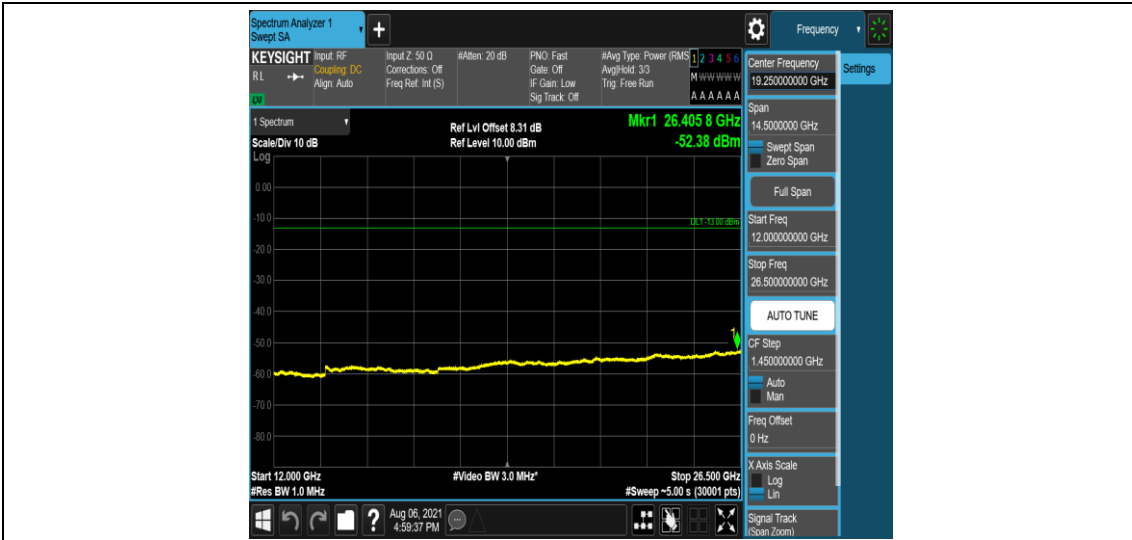 Spectrum Analyzer 1
Swept SA
+
Frequency
KEYSIGHT
RL
LXI
Input: RF
Coupling: DC
Align: Auto
Input Z: 50 Ω
Corrections: Off
Freq Ref: Int (S)
#Atten: 20 dB
PNO: Fast
Gate: Off
IF Gain: Low
Sig Track: Off
#Avg Type: Power (RMS
Avg|Hold: 3/3
Trig: Free Run
1 2 3 4 5 6
M W W W W W
A A A A A A
1 Spectrum
Scale/Div 10 dB
Log
Ref Lvl Offset 8.31 dB
Ref Level 10.00 dBm
Mkr1 26.405 8 GHz
-52.38 dBm
0.00
-10.0
DL1 -13.00 dBm
-20.0
-30.0
-40.0
1
-50.0
-60.0
-70.0
-80.0
Start 12.000 GHz
#Res BW 1.0 MHz
#Video BW 3.0 MHz*
Stop 26.500 GHz
#Sweep ~5.00 s (30001 pts)
?
Aug 06, 2021
4:59:37 PM
Center Frequency
19.250000000 GHz
Settings
Span
14.5000000 GHz
Swept Span
Zero Span
Full Span
Start Freq
12.000000000 GHz
Stop Freq
26.500000000 GHz
AUTO TUNE
CF Step
1.450000000 GHz
Auto
Man
Freq Offset
0 Hz
X Axis Scale
Log
Lin
Signal Track
(Span Zoom)